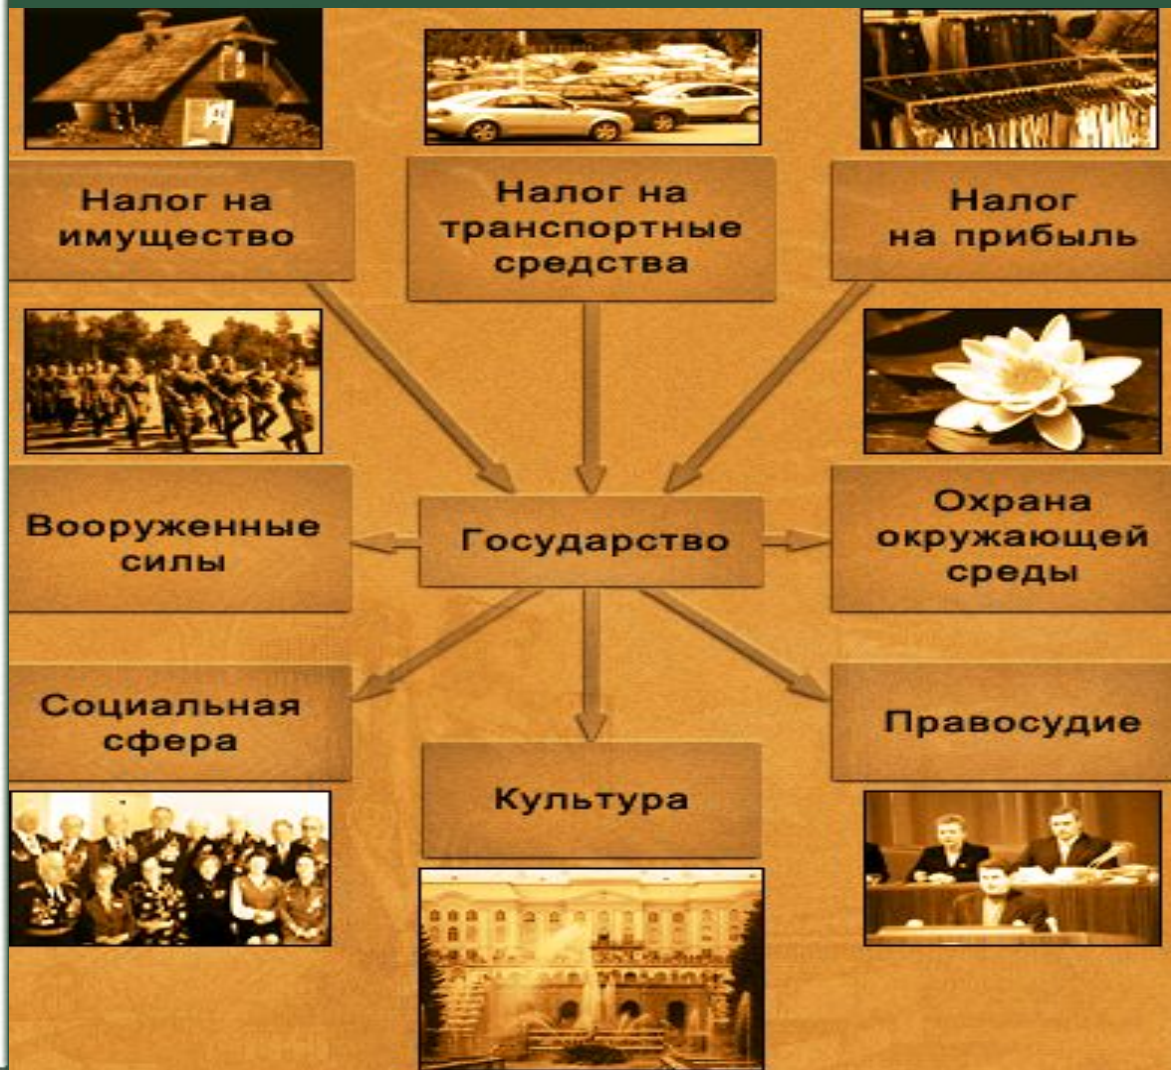 Налог на
имущество
Налог на
транспортные
средства
Налог
на прибыль
Вооруженные
силы
Государство
Охрана
окружающей
среды
Социальная
сфера
Культура
Правосудие